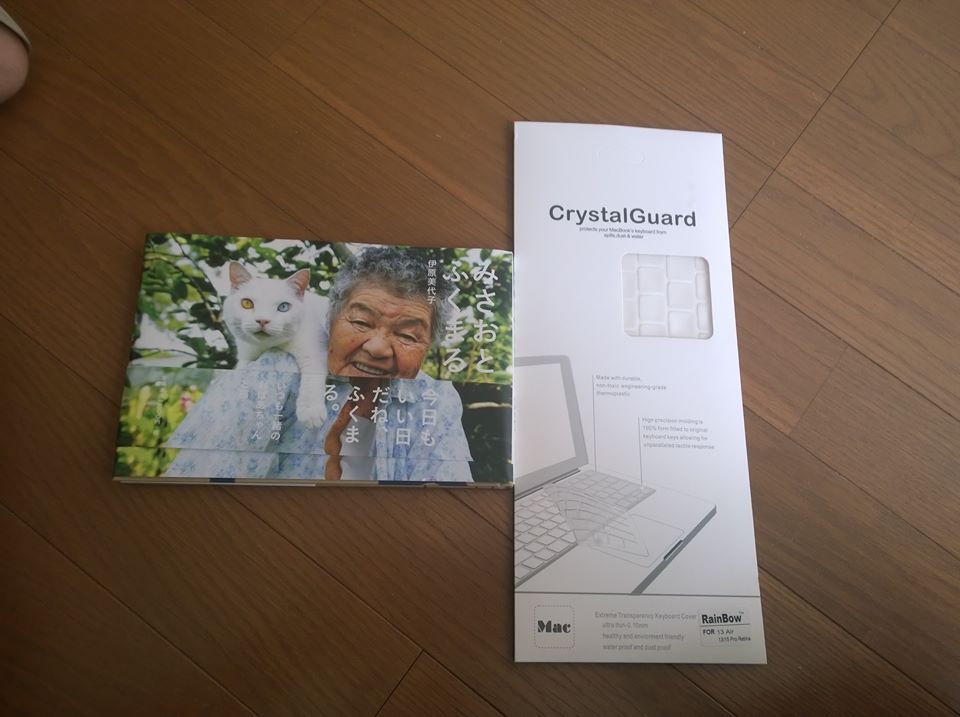 みさおと
ふくまる
伊原美代子
今日も
いい日
だね、
ふくま
る。
CrystalGuard
protects your MacBook's keyboard from
spills,dust & water
Made with durable,
non-toxic engineering-grade
thermoplastic
High precision molding is
100% form fitted to original
keyboard keys allowing for
unparalleled tactile response
Mac
Extreme Transparency Keyboard Cover
ultra thin-0.10mm
healthy and enviorment friendly
water proof and dust proof
RainBow™
FOR 13 Air
13/15 Pro Retina